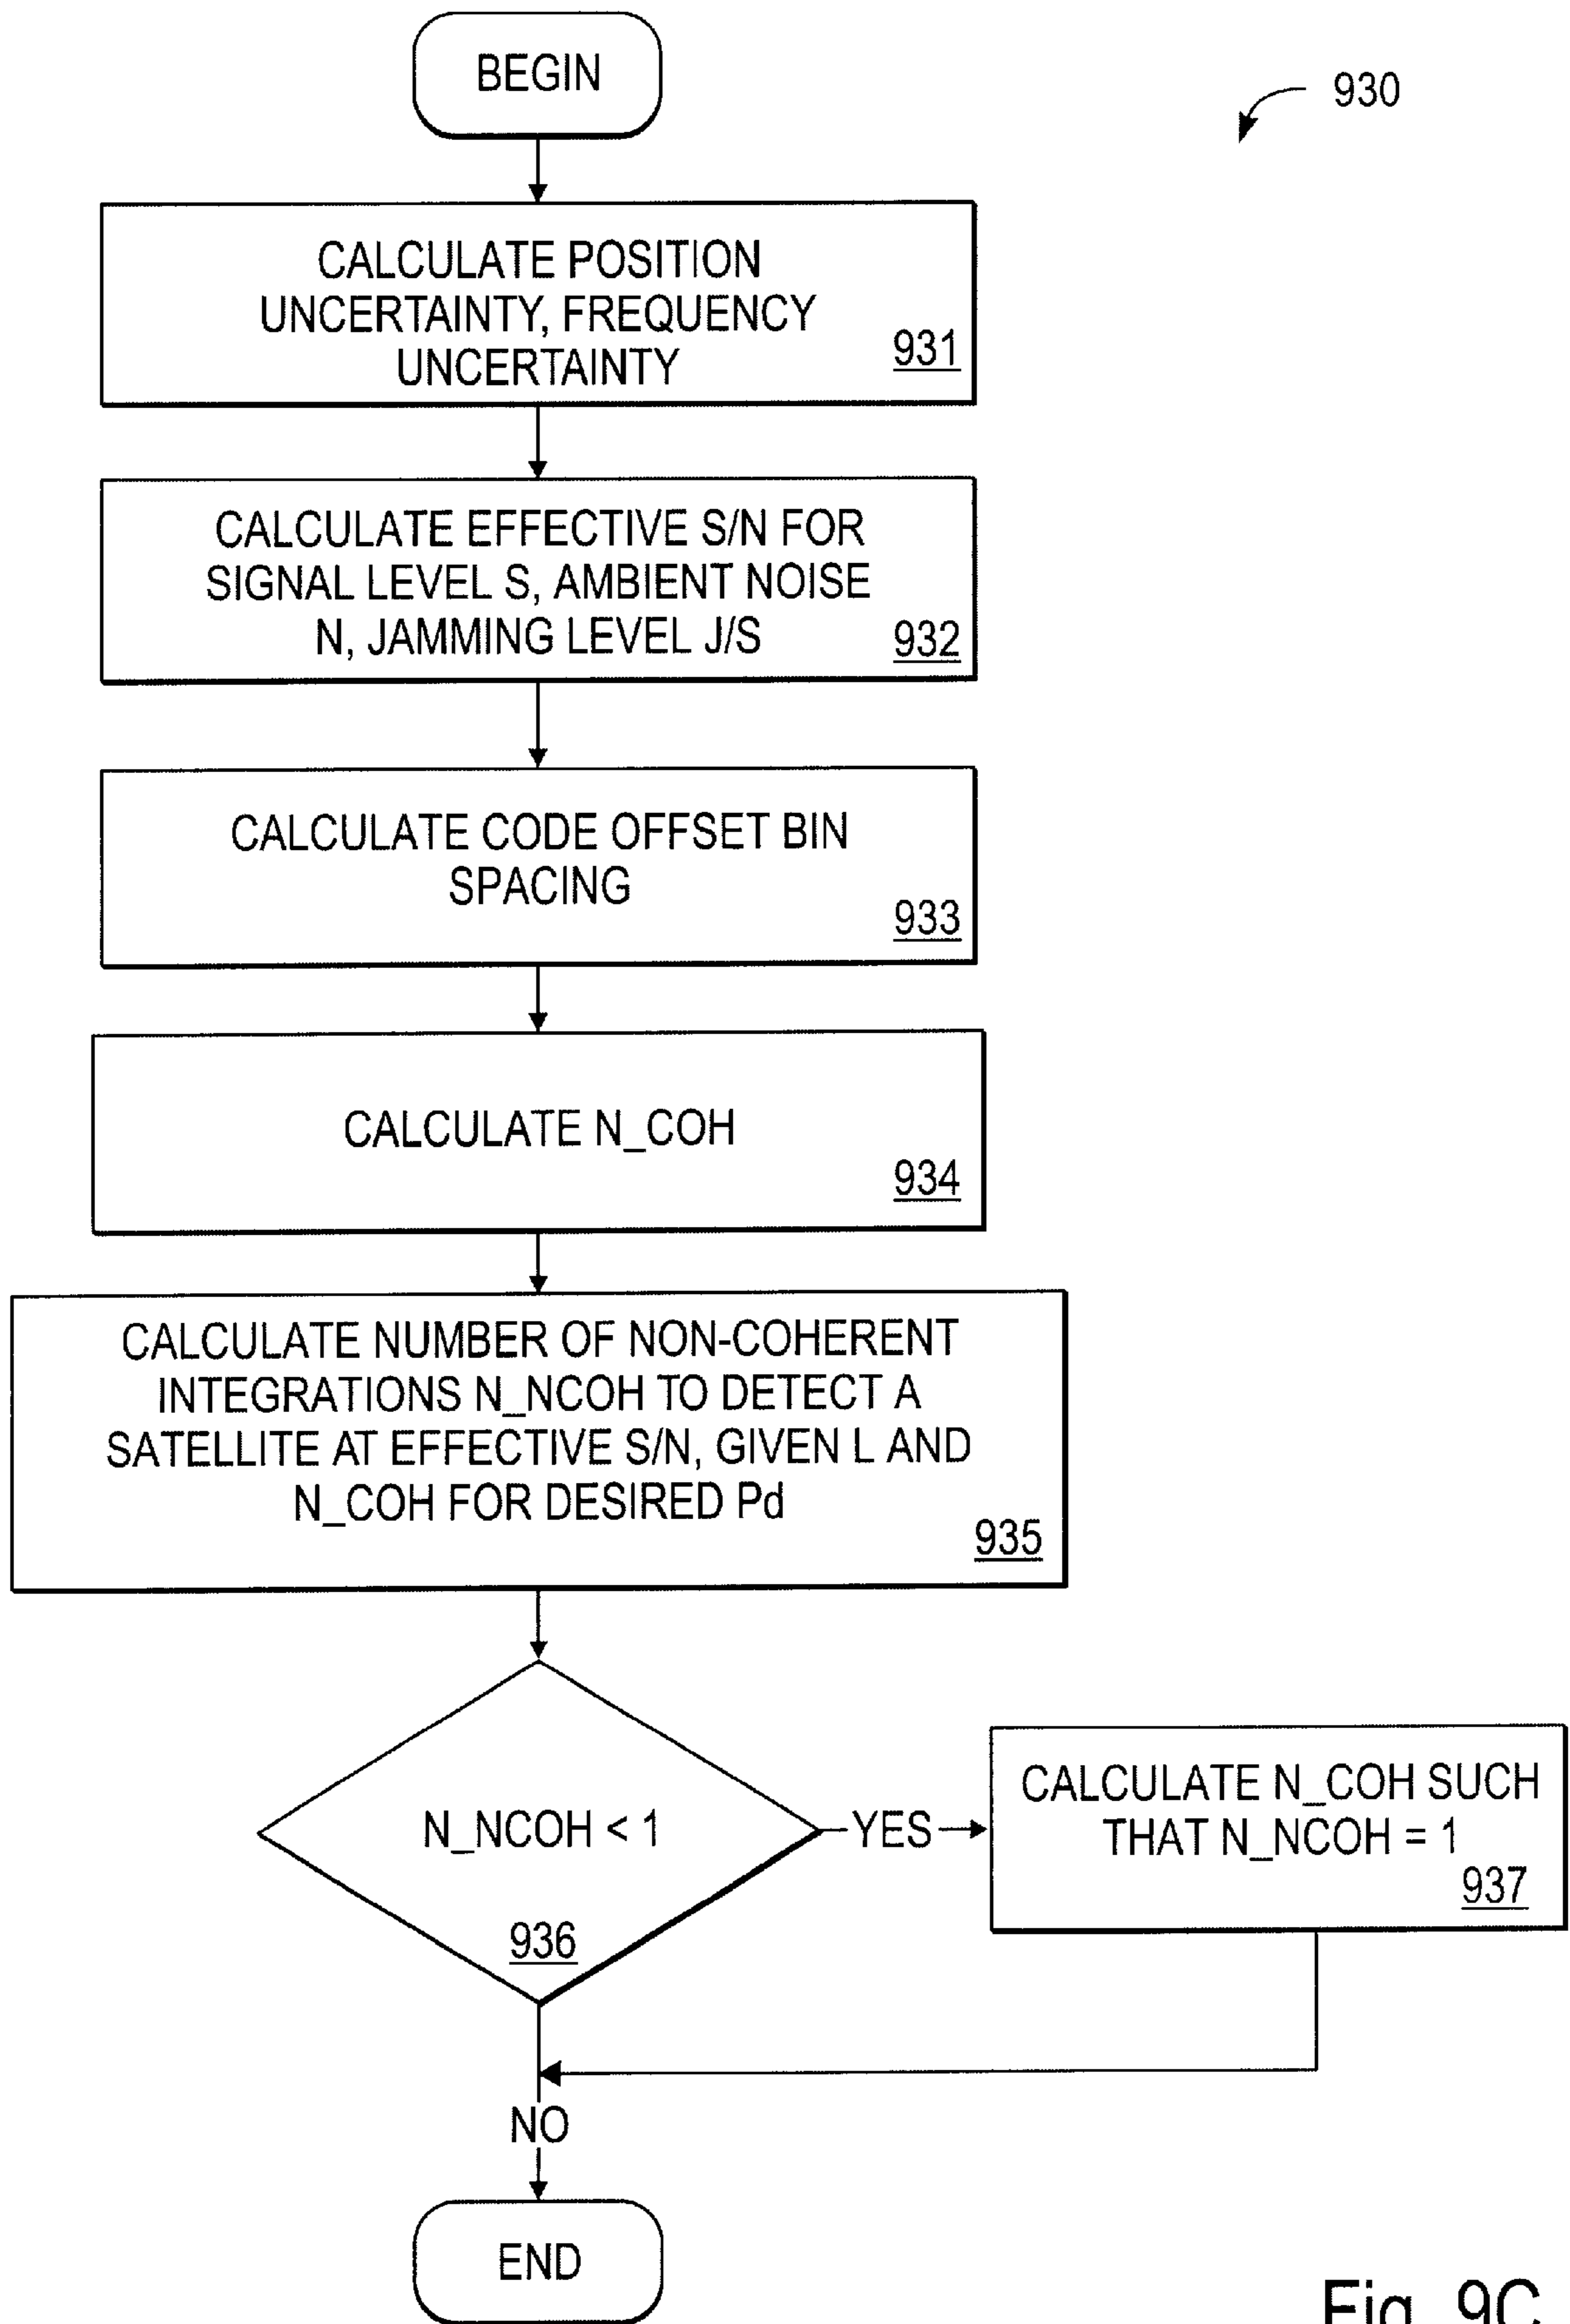 BEGIN
930
CALCULATE POSITION
UNCERTAINTY, FREQUENCY
UNCERTAINTY
931
CALCULATE EFFECTIVE S/N FOR
SIGNAL LEVEL S, AMBIENT NOISE
N, JAMMING LEVEL J/S
932
CALCULATE CODE OFFSET BIN
SPACING
933
CALCULATE N_COH
934
CALCULATE NUMBER OF NON-COHERENT
INTEGRATIONS N_NCOH TO DETECT A
SATELLITE AT EFFECTIVE S/N, GIVEN L AND
N_COH FOR DESIRED Pd
935
N_NCOH < 1
936
YES
CALCULATE N_COH SUCH
THAT N_NCOH = 1
937
NO
END
Fig. 9C